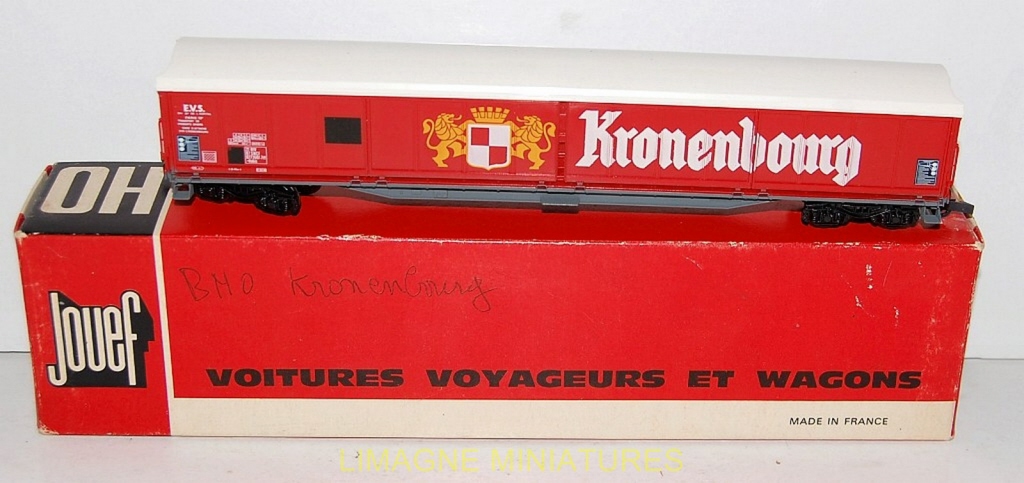 E.V.S.
Kronenbourg
HO
BHO Kronenbourg
Jouef
VOITURES VOYAGEURS ET WAGONS
MADE IN FRANCE
LIMAGNE MINIATURES